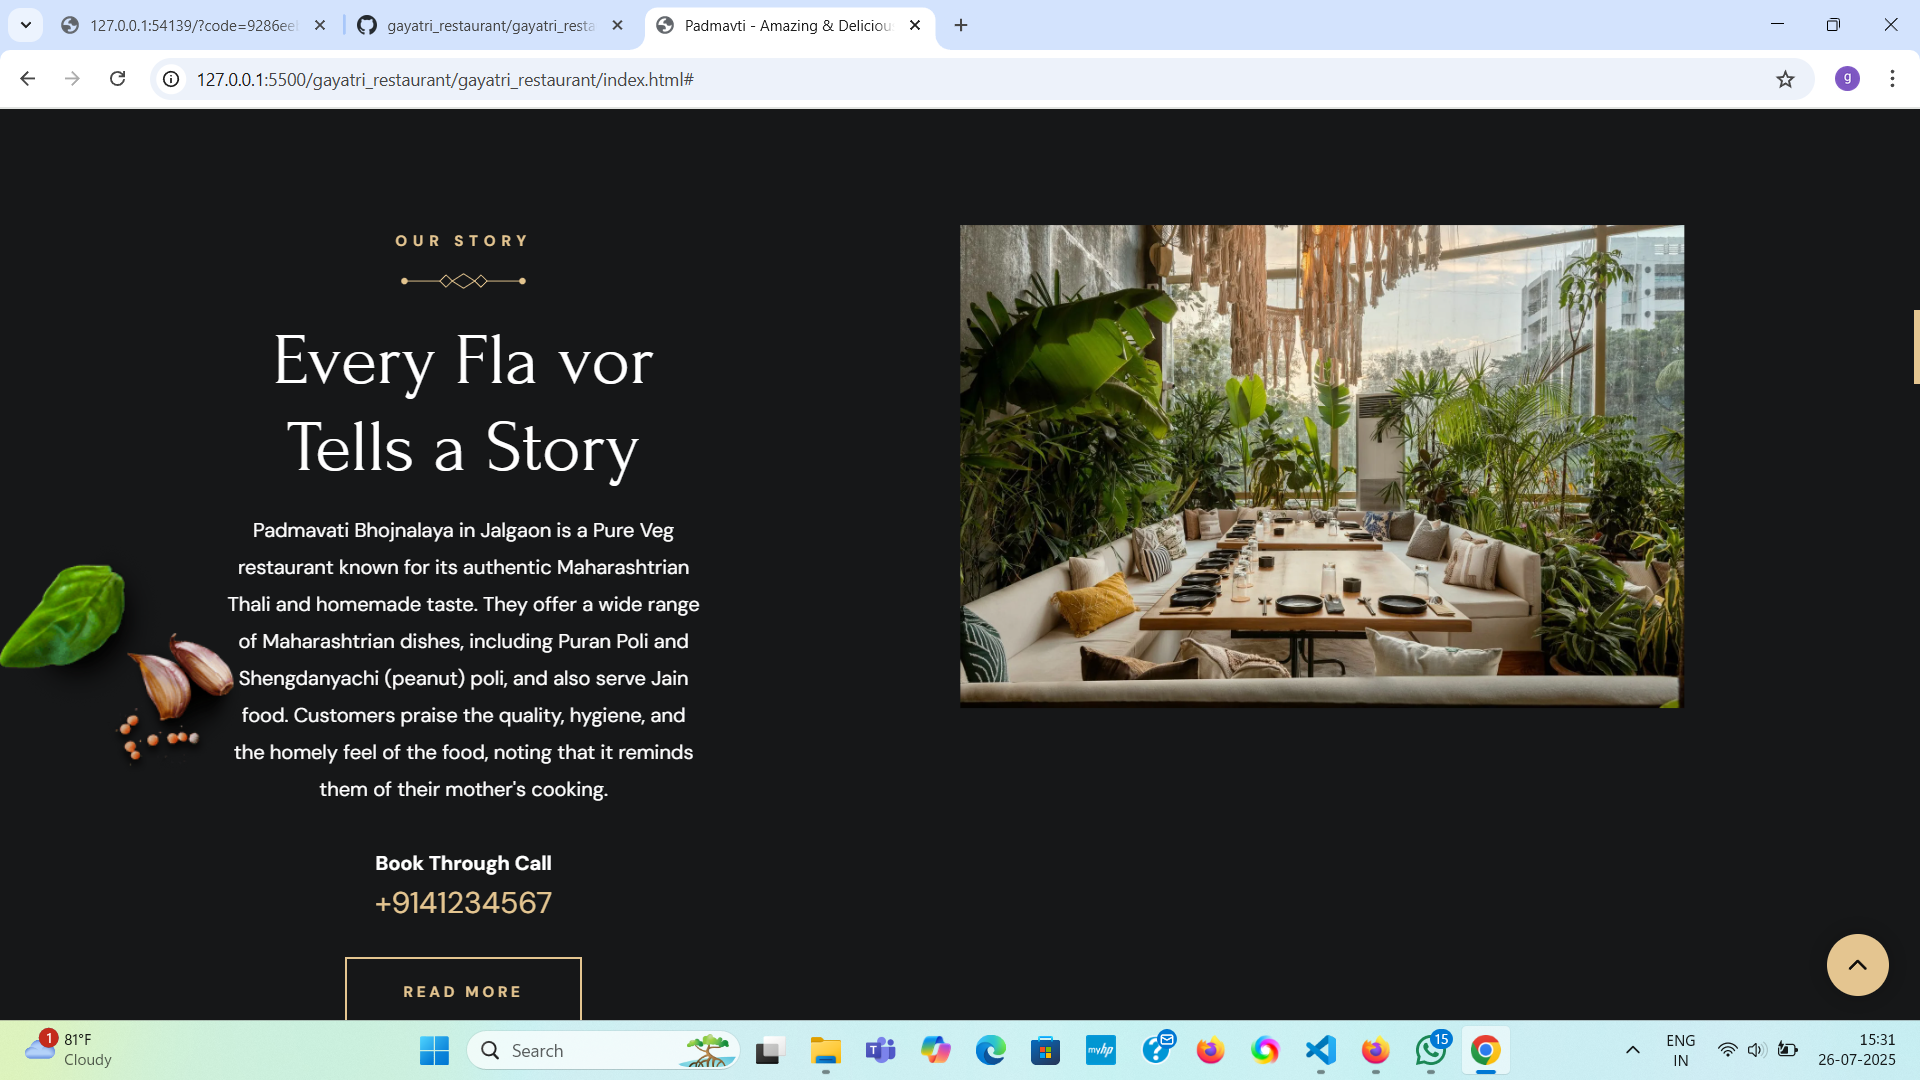 127.0.0.1:54139/?code=9286ee
gayatri_restaurant/gayatri_resta
Padmavti - Amazing & Deliciou
127.0.0.1:5500/gayatri_restaurant/gayatri_restaurant/index.html#
g
OUR STORY
Every Fla vor
Tells a Story
Padmavati Bhojnalaya in Jalgaon is a Pure Veg
restaurant known for its authentic Maharashtrian
Thali and homemade taste. They offer a wide range
of Maharashtrian dishes, including Puran Poli and
Shengdanyachi (peanut) poli, and also serve Jain
food. Customers praise the quality, hygiene, and
the homely feel of the food, noting that it reminds
them of their mother's cooking.
Book Through Call
+9141234567
READ MORE
1
81°F
Cloudy
Search
myhp
15
ENG
IN
15:31
26-07-2025